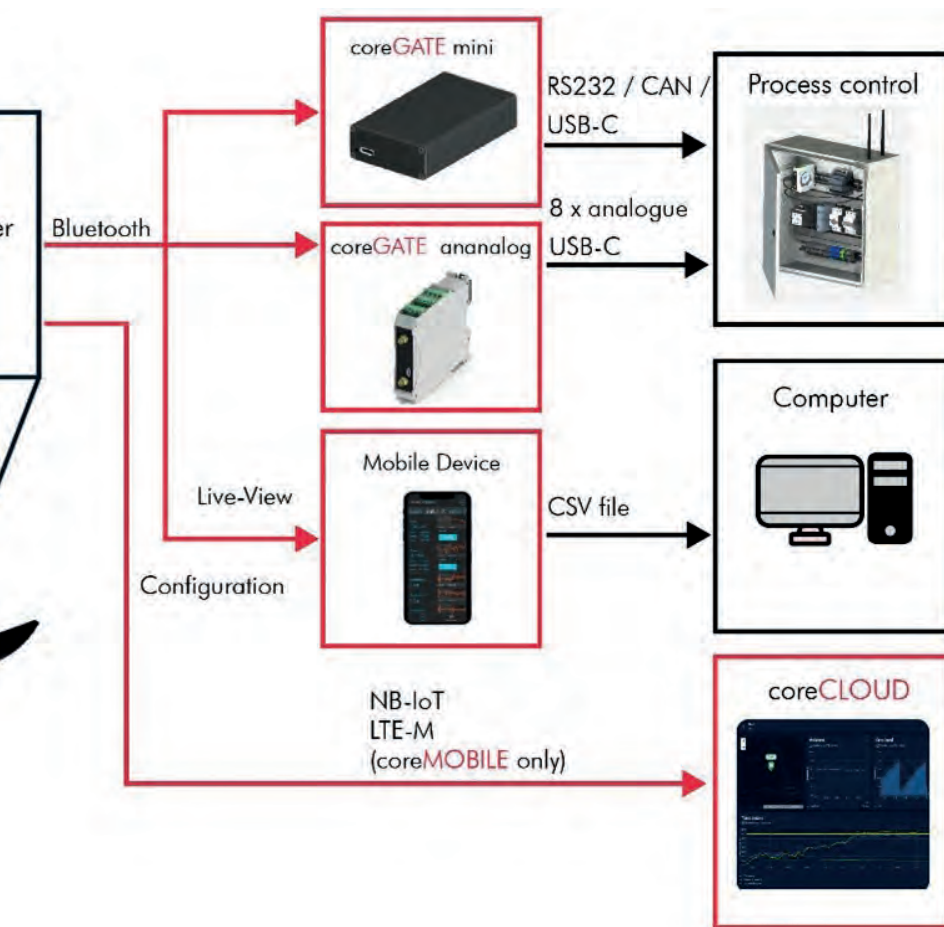 coreGATE mini
RS232 / CAN /
USB-C
Process control
er
Bluetooth
8 x analogue
USB-C
coreGATE ananalog
Computer
Mobile Device
Live-View
CSV file
Configuration
NB-IoT
LTE-M
(coreMOBILE only)
coreCLOUD